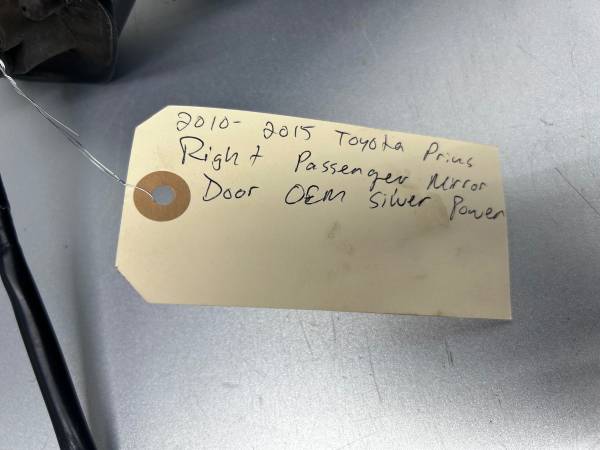 2010- 2015 Toyota Prius
Right Passenger Mirror
Door OEM Silver Power